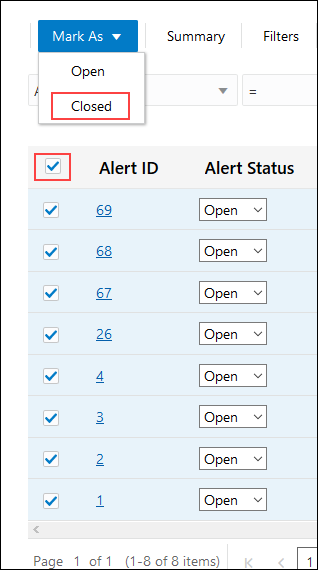 Mark As Summary Filters
Open
=
Closed
Alert ID Alert Status
69 Open
68 Open
67 Open
26 Open
4 Open
3 Open
2 Open
1 Open
Page 1 of 1 (1-8 of 8 items) 1